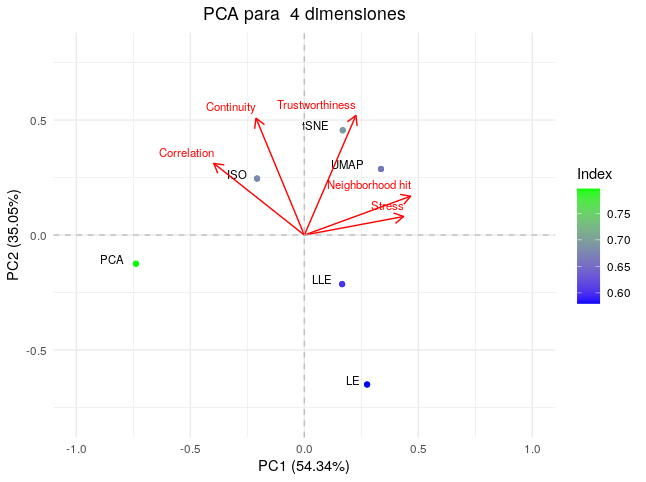 PCA para  4 dimensiones
Continuity
Trustworthiness
tSNE
Correlation
ISO
UMAP
Neighborhood hit
Stress
PCA
LLE
LE
0.5
0.0
-0.5
-1.0
-0.5
0.0
0.5
1.0
PC1 (54.34%)
PC2 (35.05%)
Index
0.75
0.70
0.65
0.60